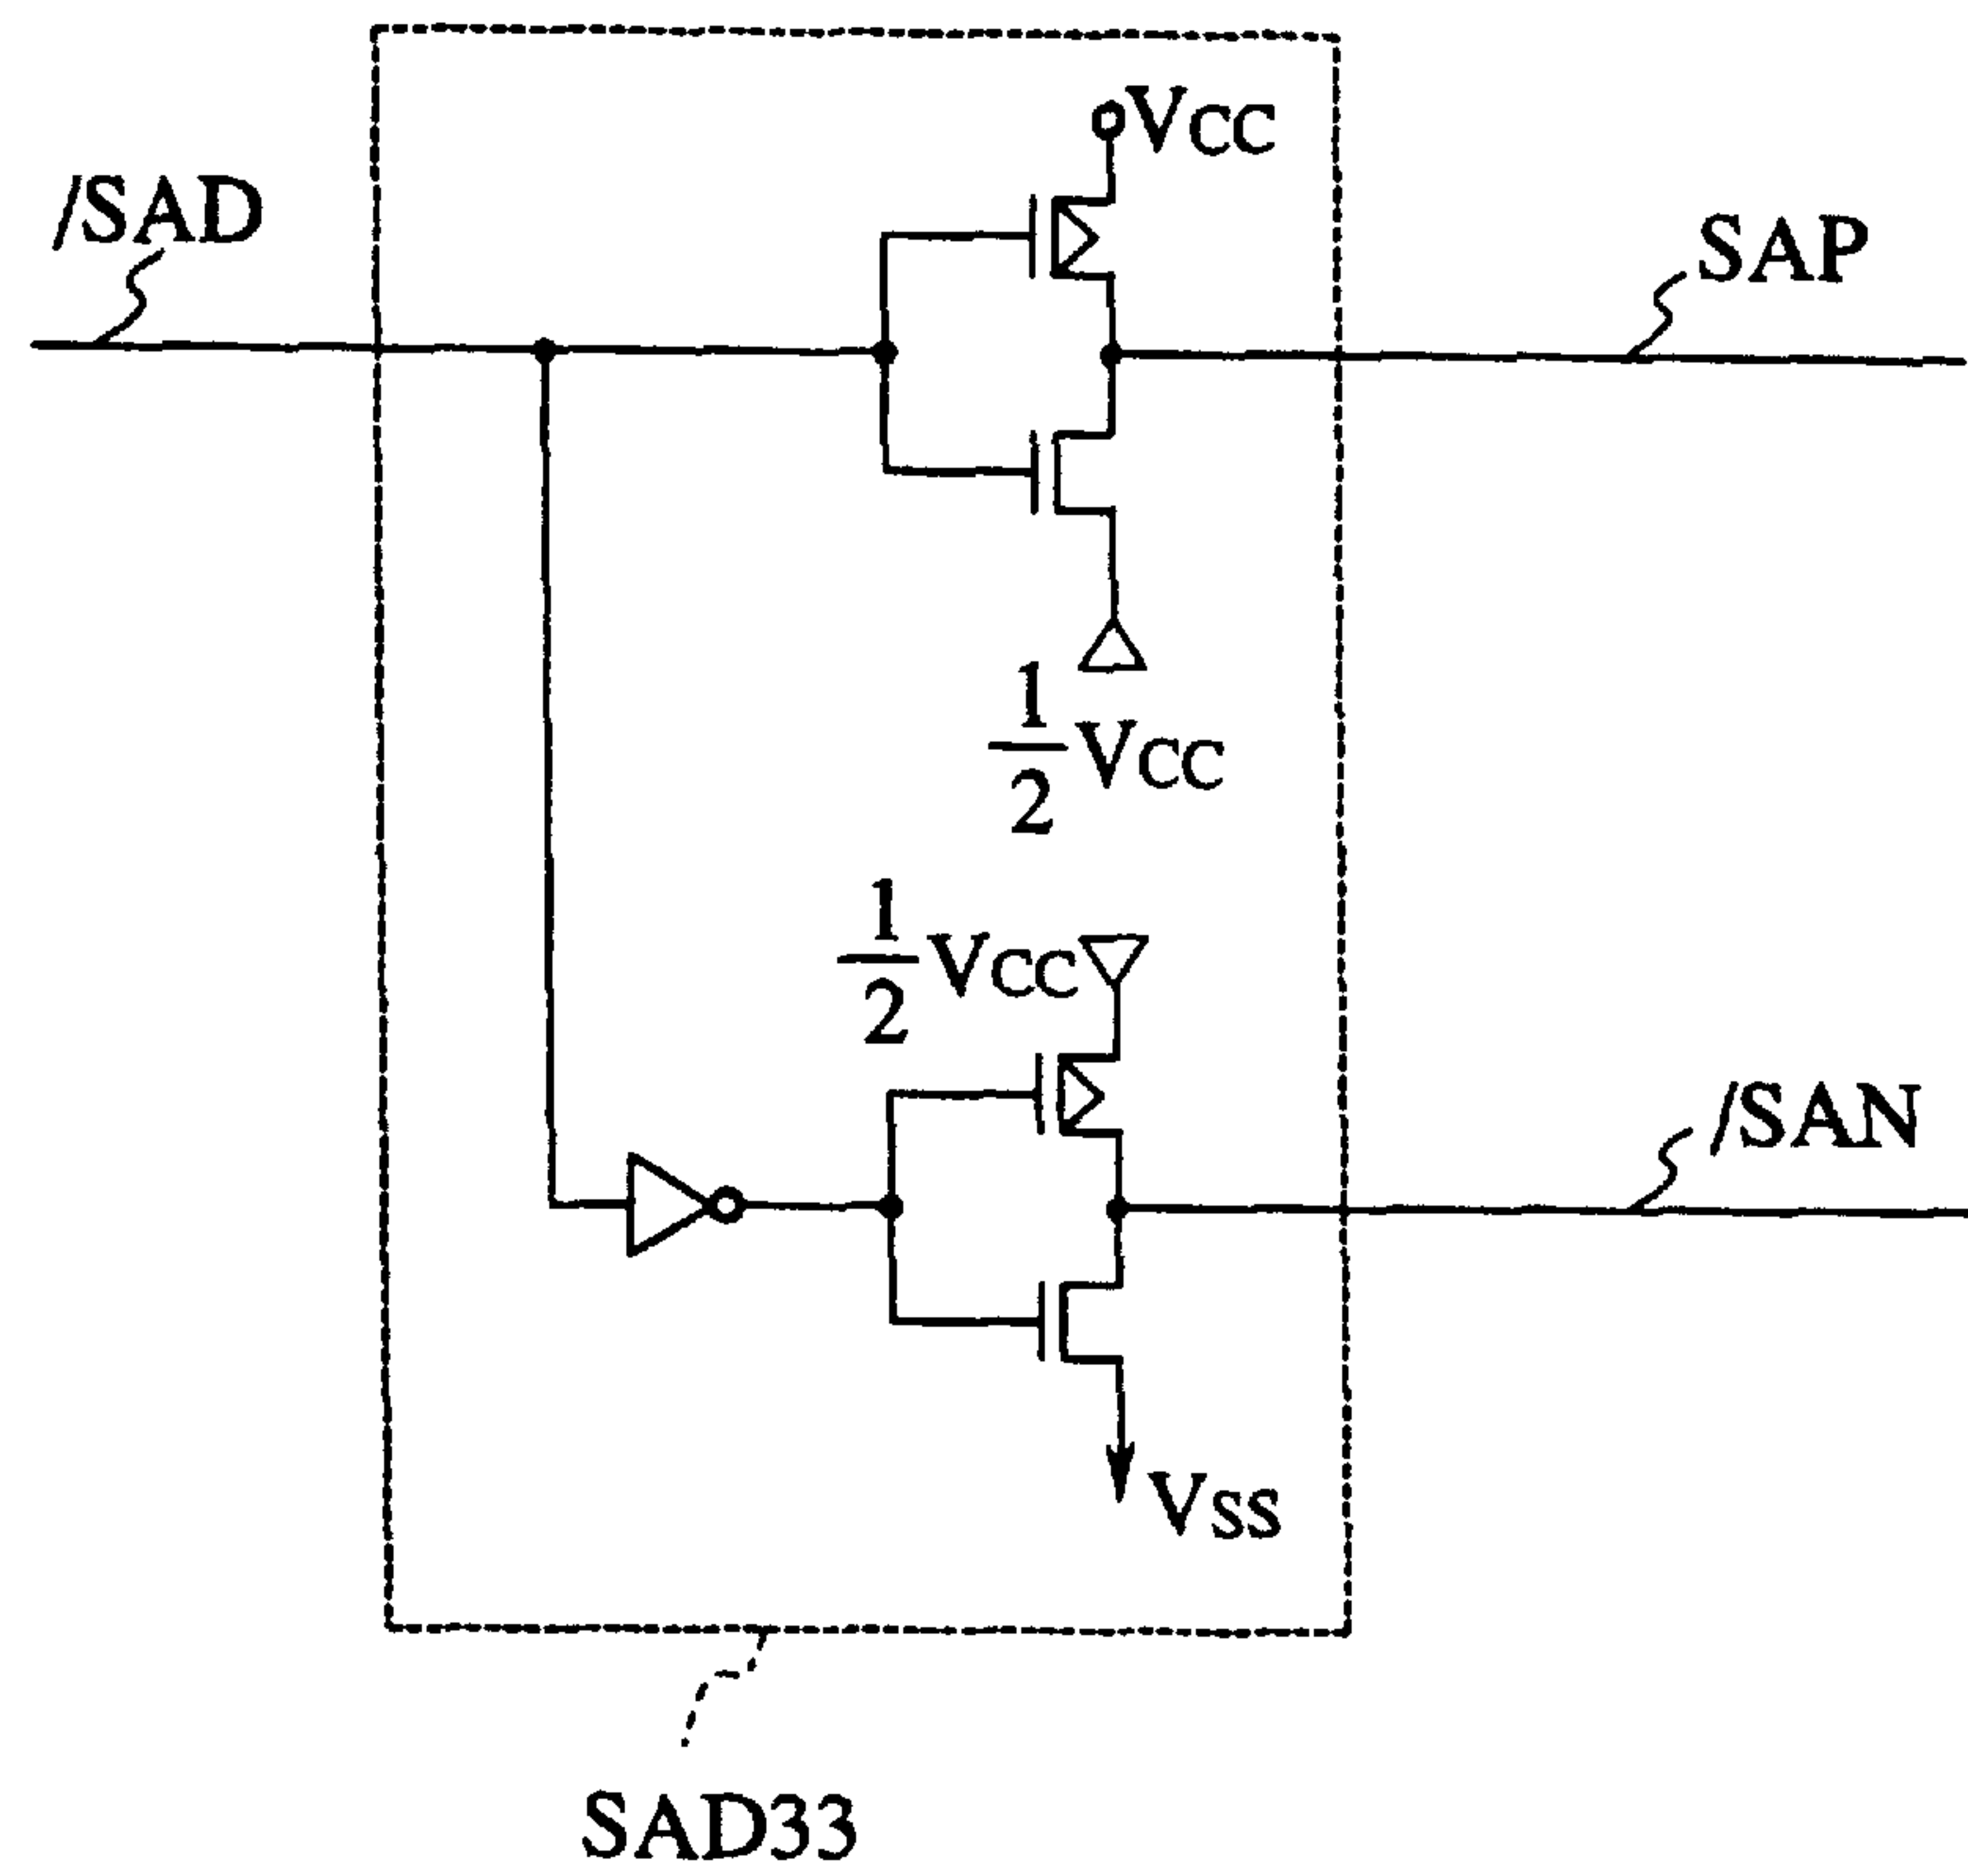 VCC
/SAD
SAP
1/2 VCC
1/2 VCC
/SAN
VSS
SAD33